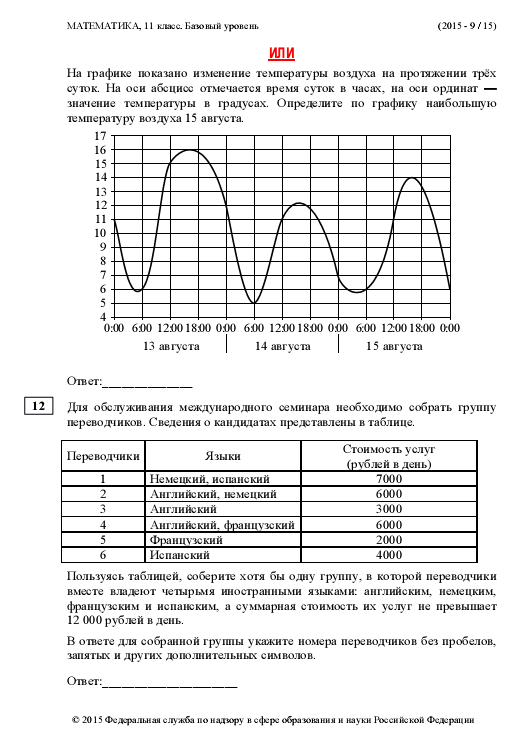 МАТЕМАТИКА, 11 класс. Базовый уровень (2015 - 9 / 15)
ИЛИ
На графике показано изменение температуры воздуха на протяжении трёх
суток. На оси абсцисс отмечается время суток в часах, на оси ординат —
значение температуры в градусах. Определите по графику наибольшую
температуру воздуха 15 августа.
17
16
15
14
13
12
11
10
9
8
7
6
5
4
0:00 6:00 12:00 18:00 0:00 6:00 12:00 18:00 0:00 6:00 12:00 18:00 0:00
13 августа 14 августа 15 августа
Ответ:______________
12 Для обслуживания международного семинара необходимо собрать группу
переводчиков. Сведения о кандидатах представлены в таблице.
Переводчики Языки Стоимость услуг
(рублей в день)
1 Немецкий, испанский 7000
2 Английский, немецкий 6000
3 Английский 3000
4 Английский, французский 6000
5 Французский 2000
6 Испанский 4000
Пользуясь таблицей, соберите хотя бы одну группу, в которой переводчики
вместе владеют четырьмя иностранными языками: английским, немецким,
французским и испанским, а суммарная стоимость их услуг не превышает
12 000 рублей в день.
В ответе для собранной группы укажите номера переводчиков без пробелов,
запятых и других дополнительных символов.
Ответ:_____________________
© 2015 Федеральная служба по надзору в сфере образования и науки Российской Федерации